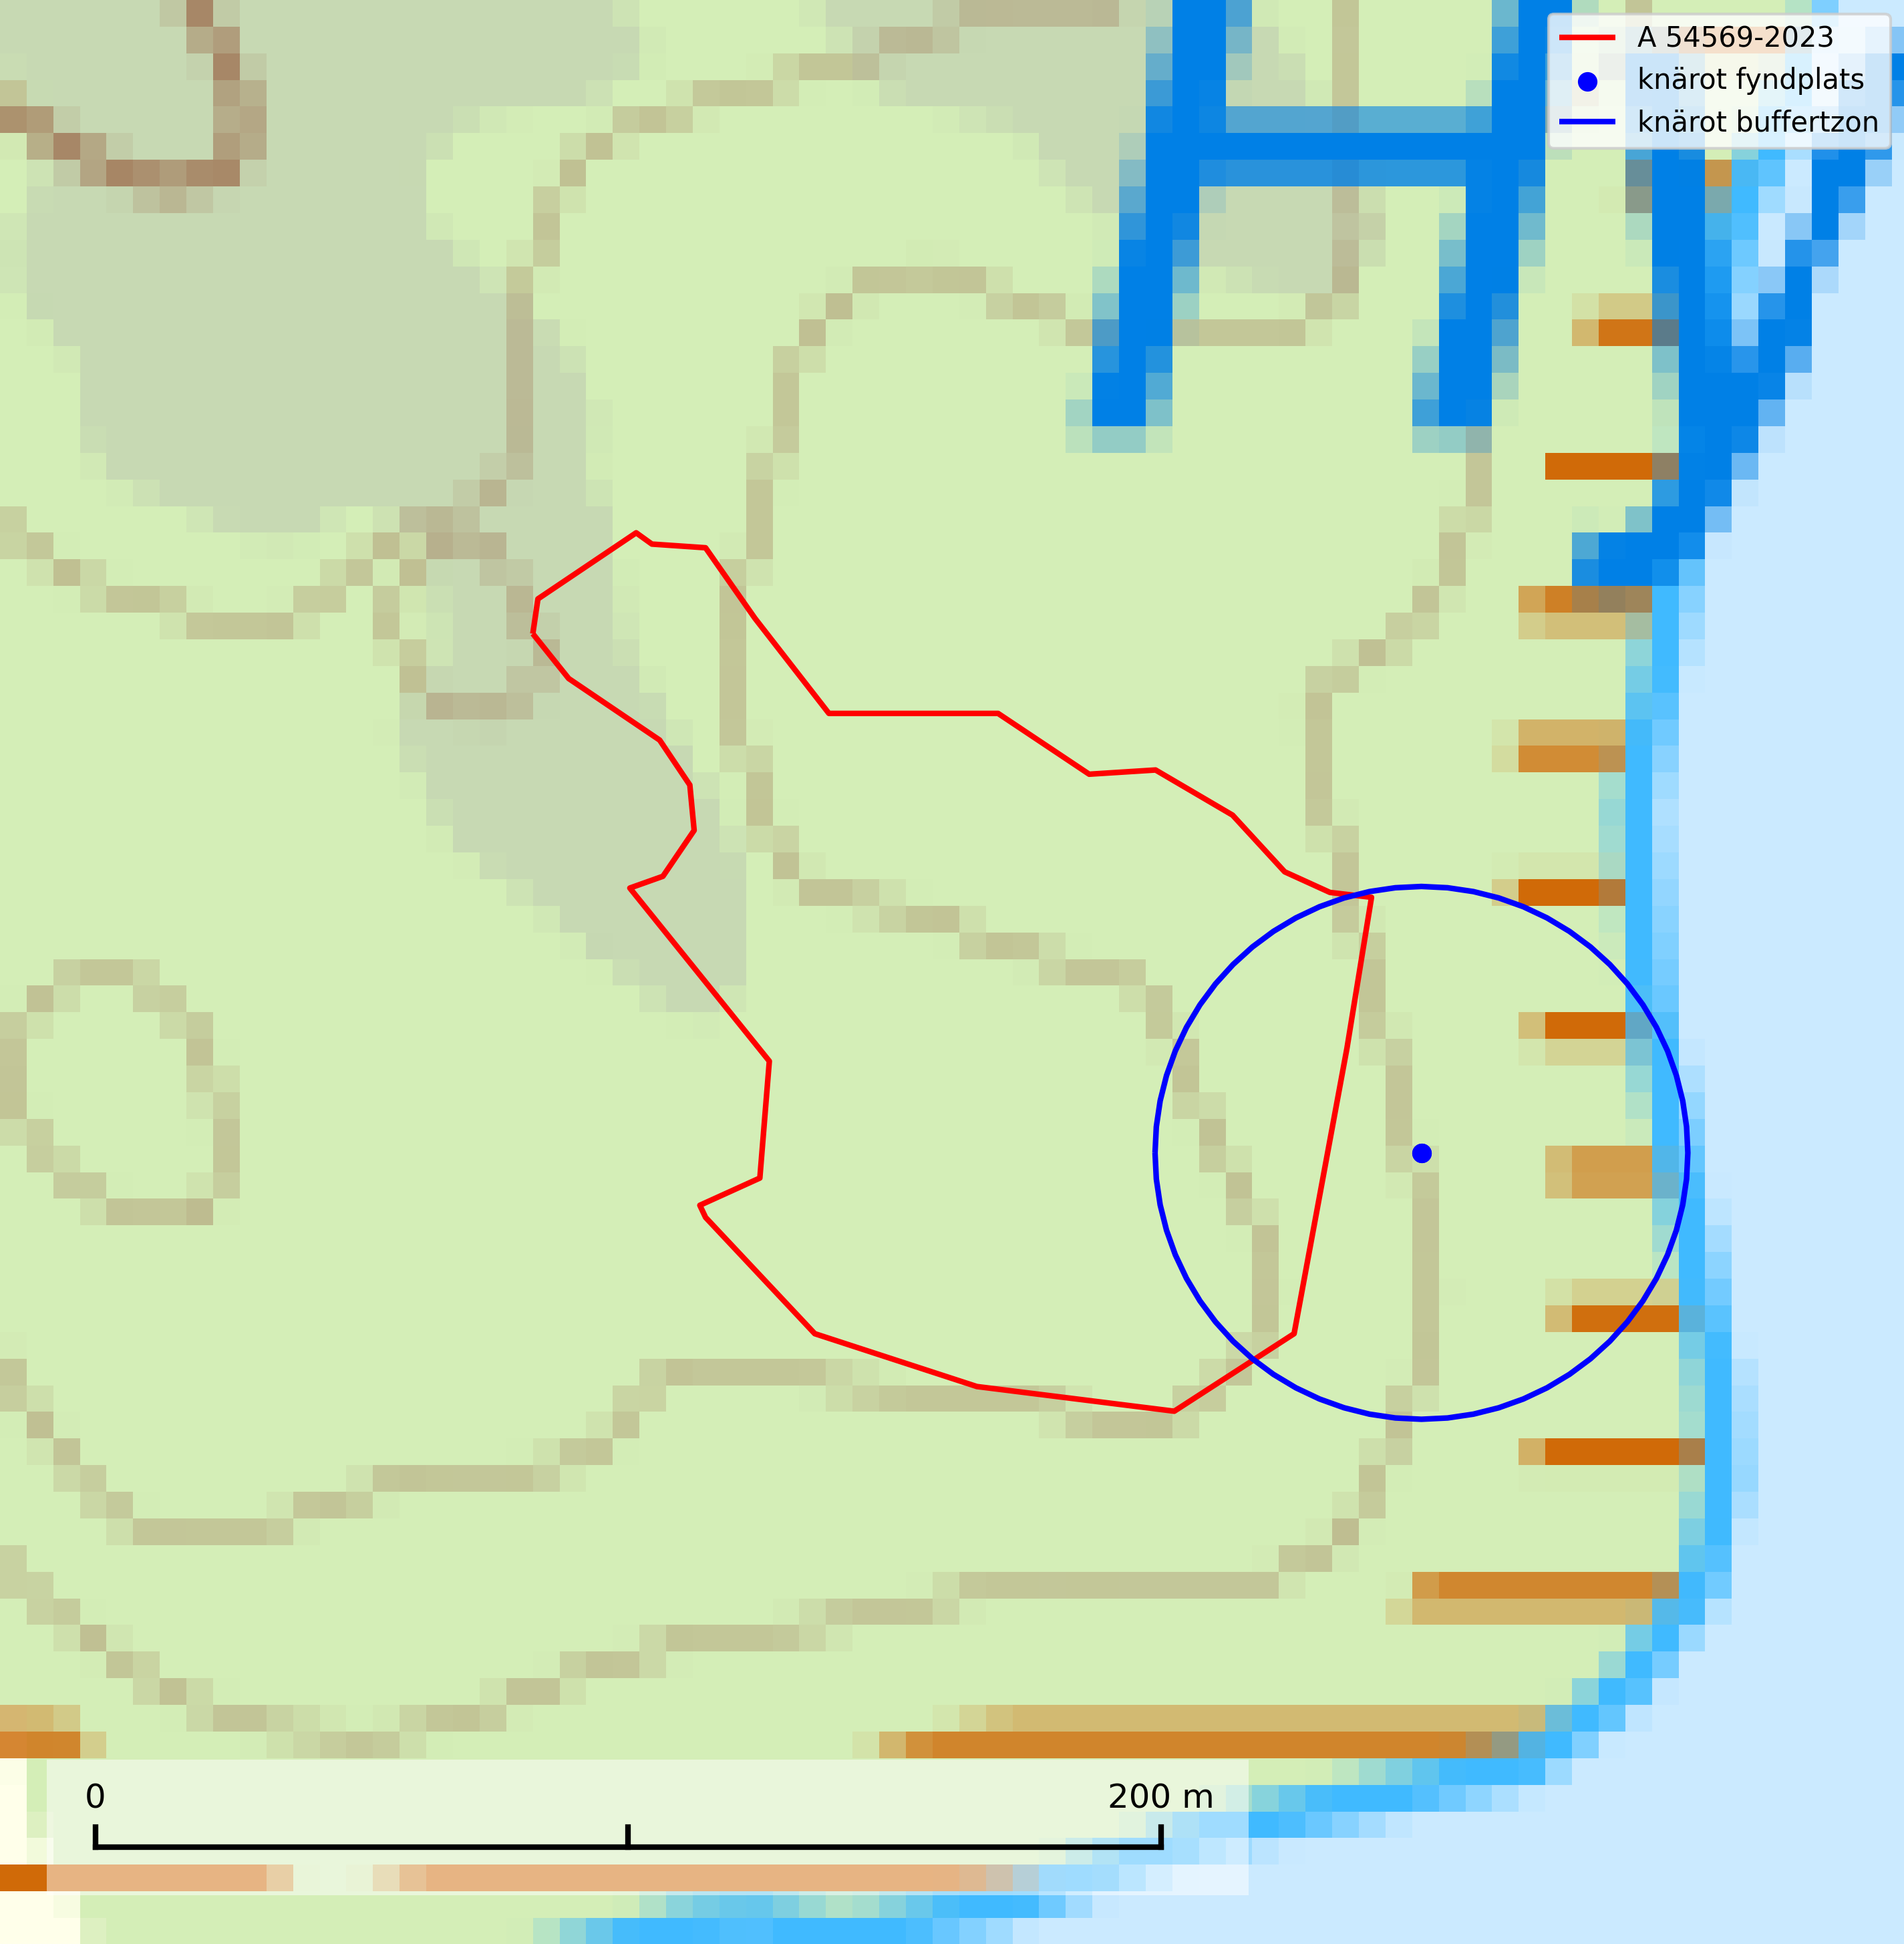 A 54569-2023
knärot fyndplats
knärot buffertzon
0 200 m